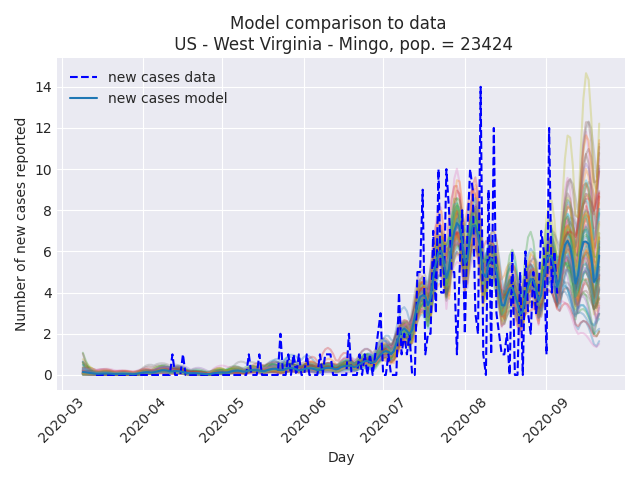 Model comparison to data
US - West Virginia - Mingo, pop. = 23424
new cases data
new cases model
Number of new cases reported
14
12
10
8
6
4
2
0
2020-03
2020-04
2020-05
2020-06
2020-07
2020-08
2020-09
Day